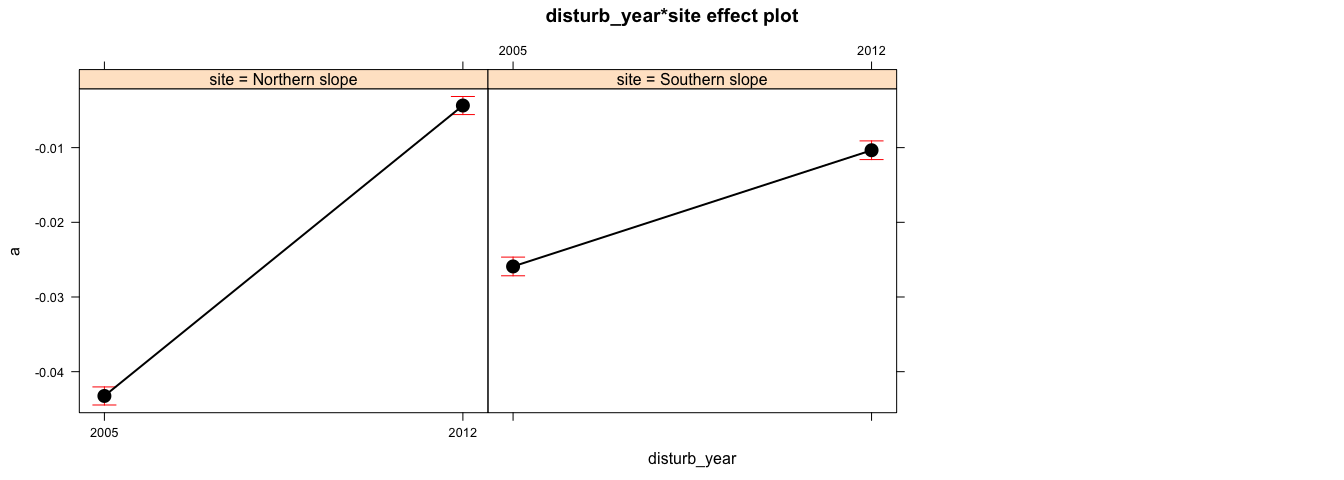 disturb_year*site effect plot
2005 2012
site = Northern slope site = Southern slope
-0.01
-0.02
a
-0.03
-0.04
2005 2012
disturb_year